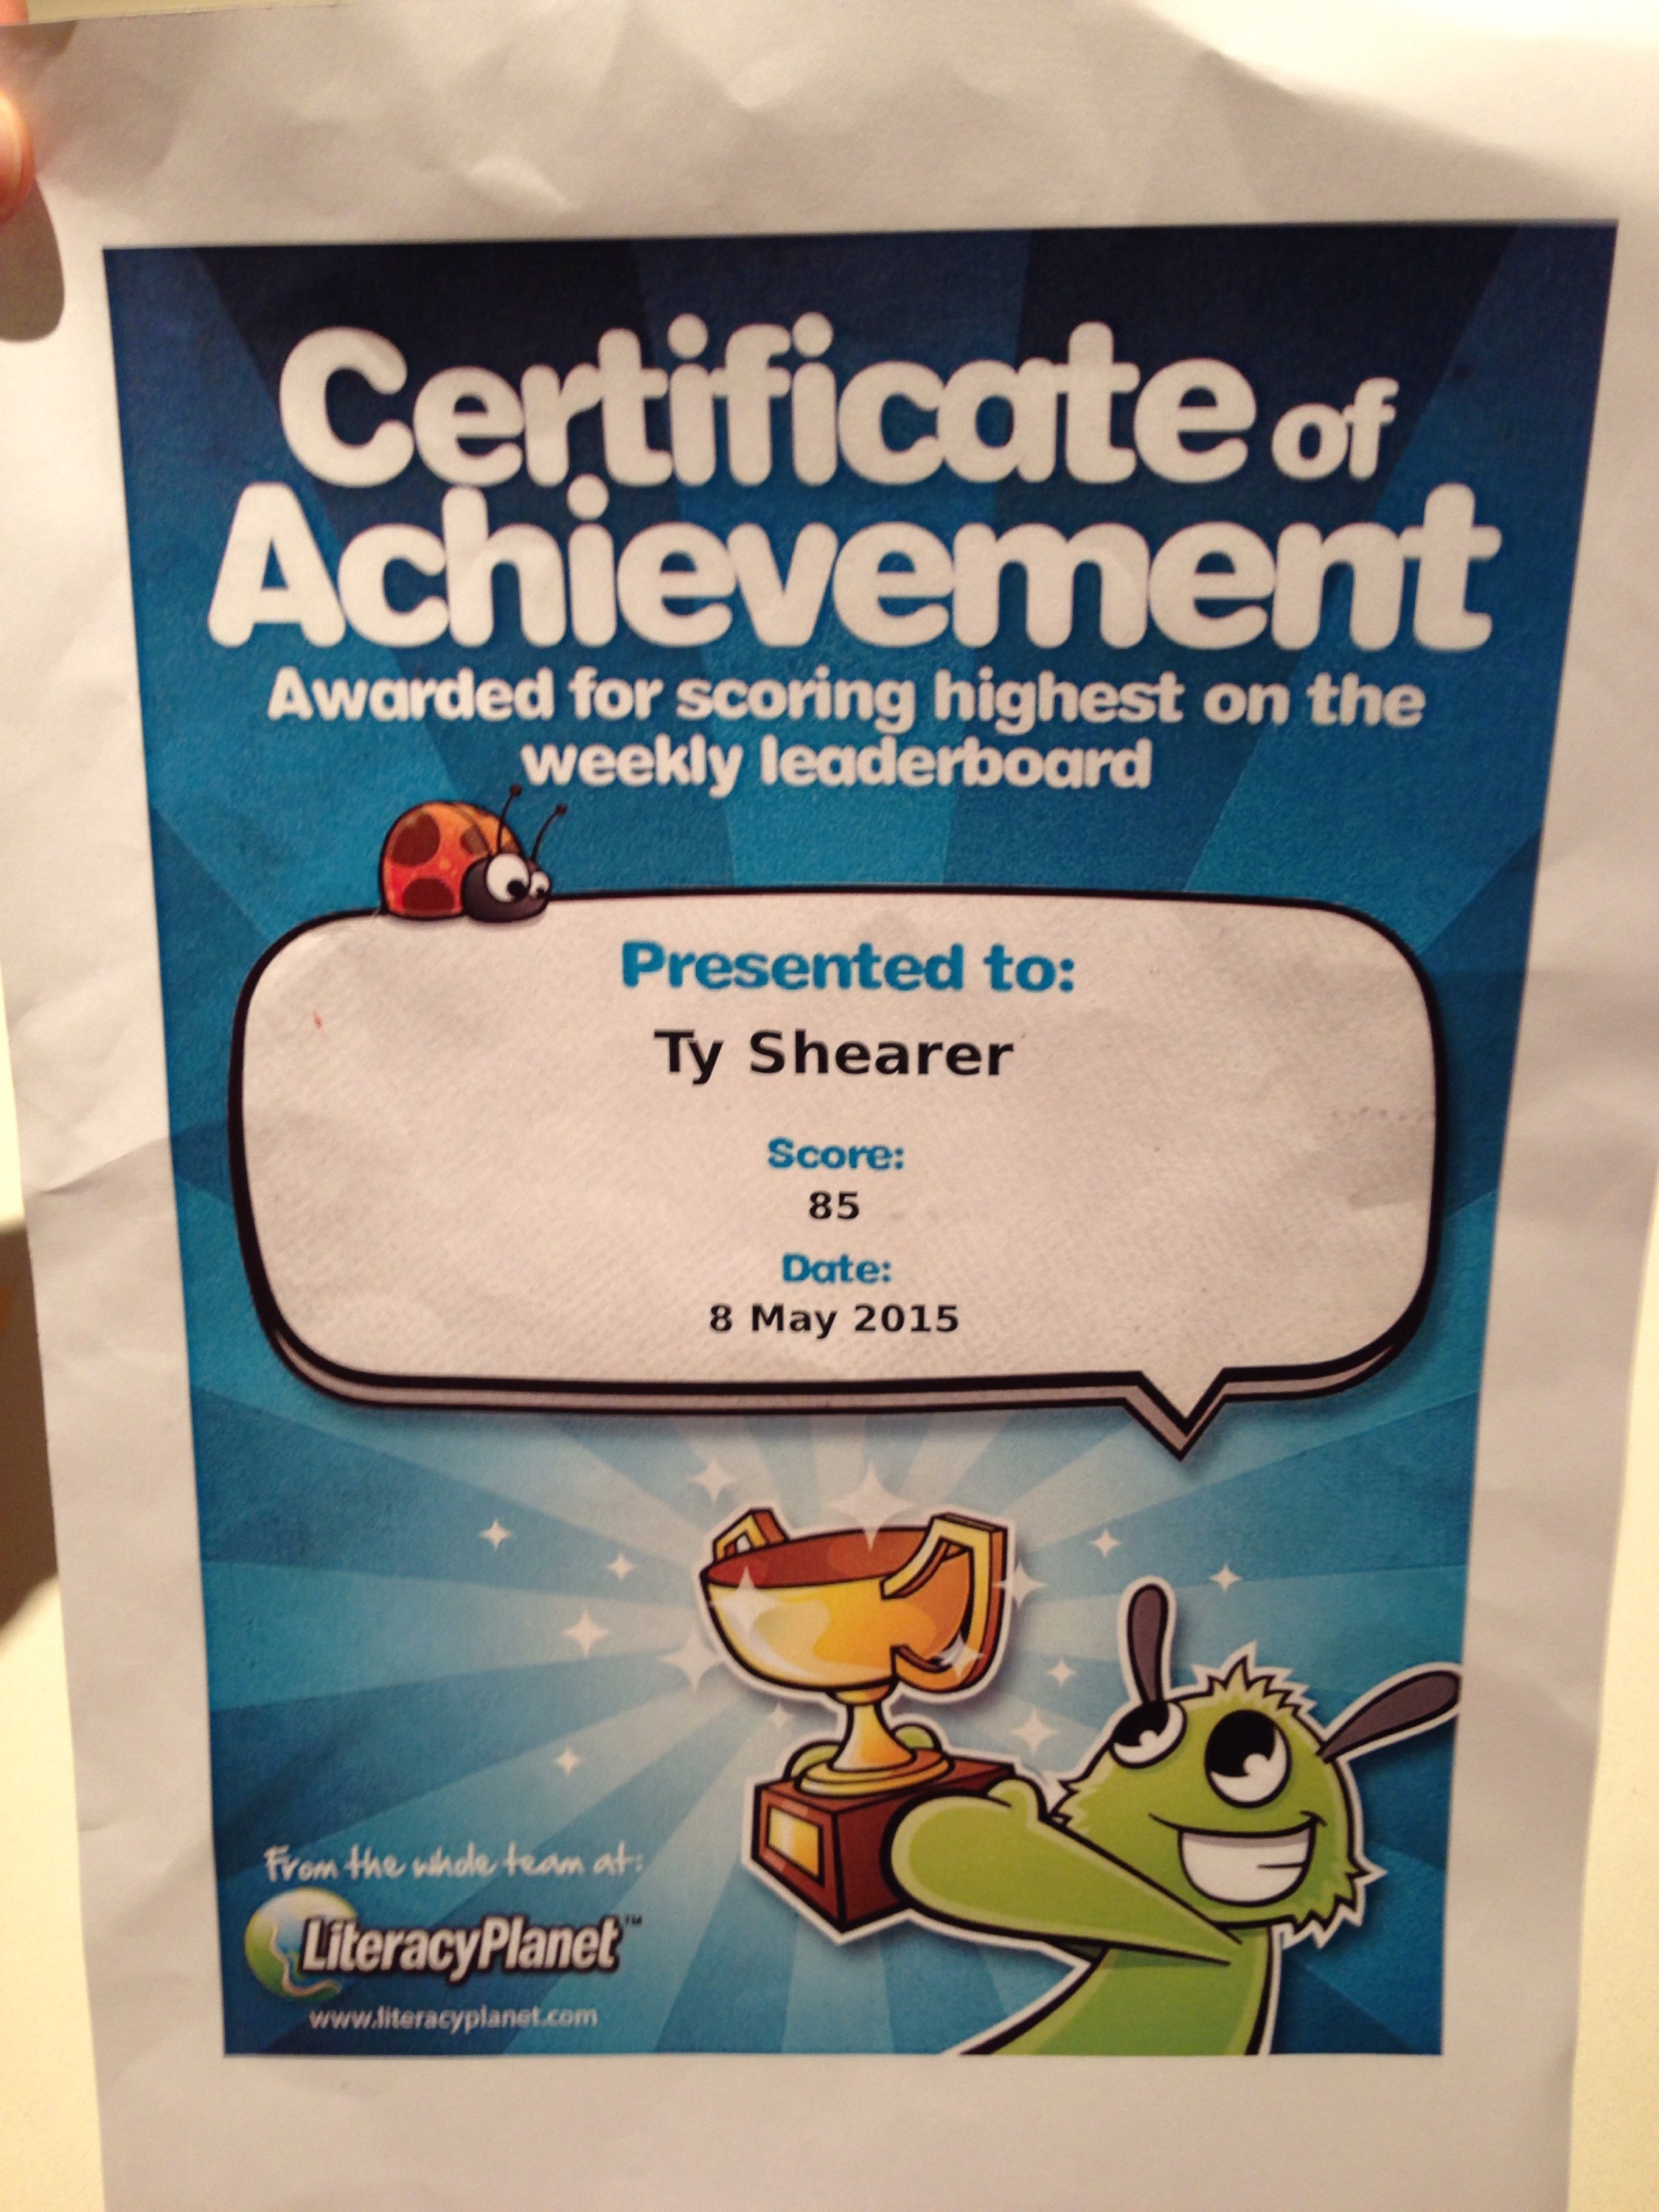 Certificate of
Achievement
Awarded for scoring highest on the
weekly leaderboard
Presented to:
Ty Shearer
Score:
85
Date:
8 May 2015
From the whole team at:
LiteracyPlanet™
www.literacyplanet.com